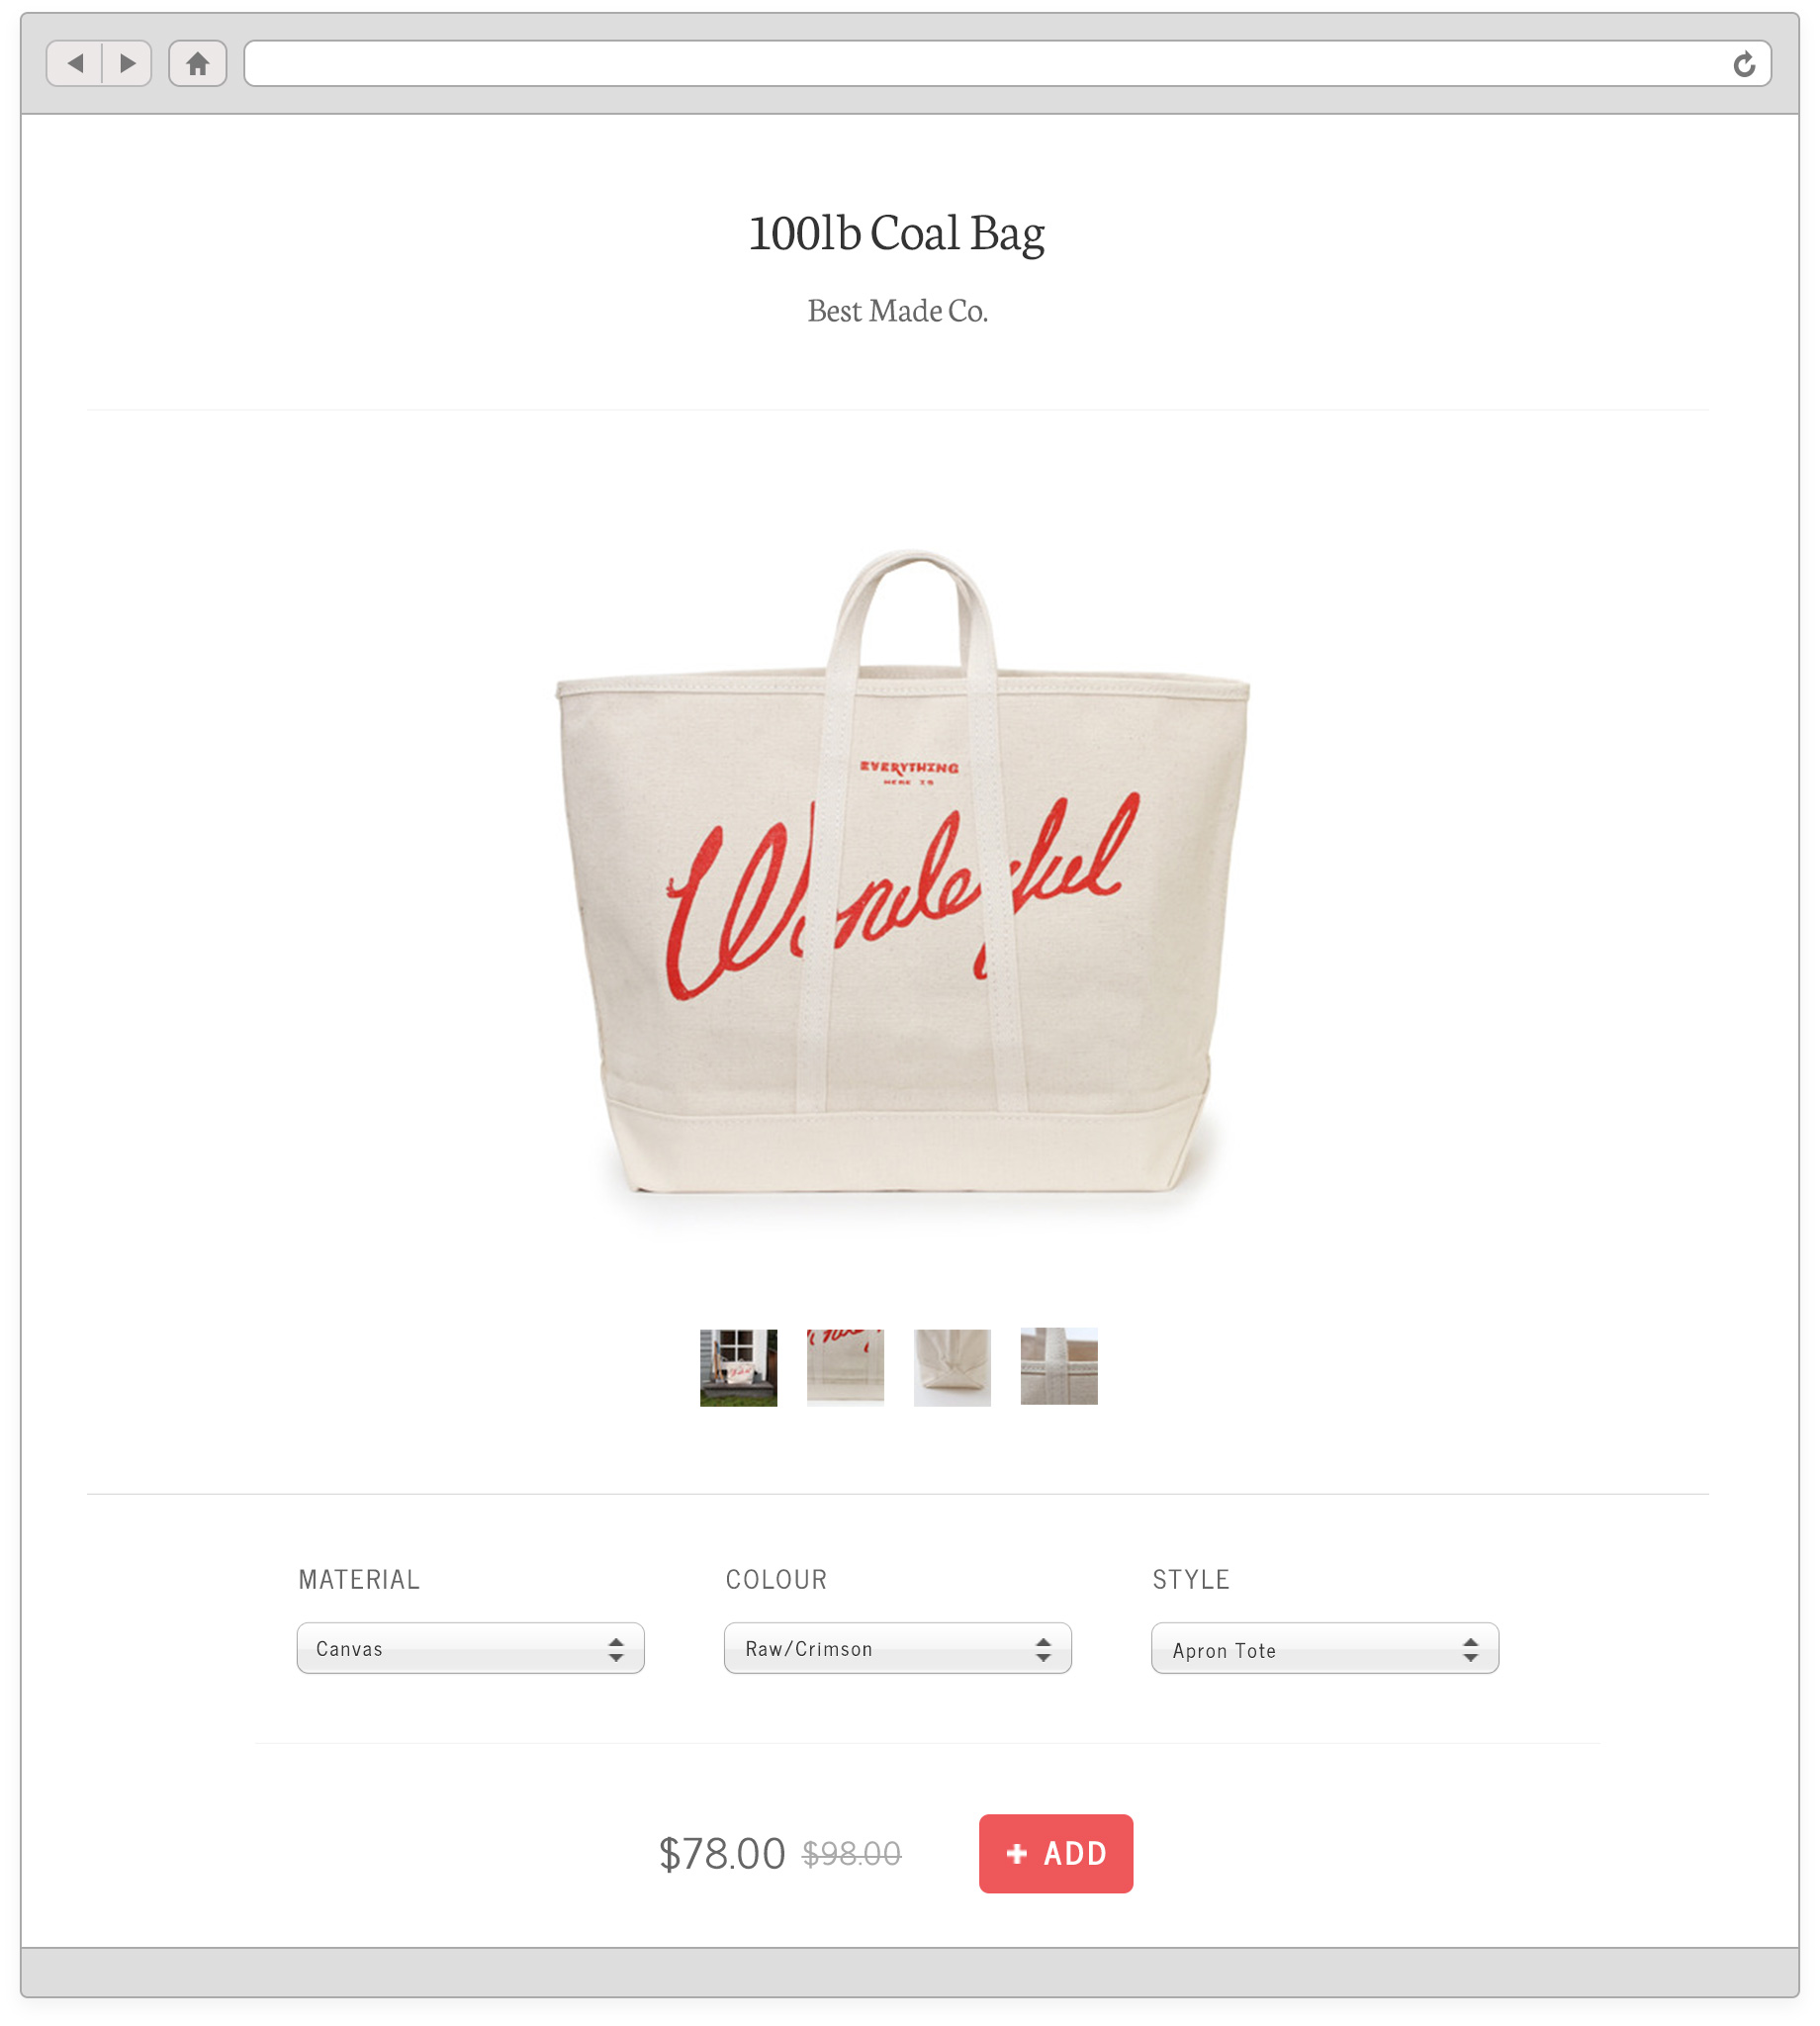 100lb Coal Bag
Best Made Co.
EVERYTHING
HERE IS
Wonderful
MATERIAL
COLOUR
STYLE
Canvas
Raw/Crimson
Apron Tote
$78.00 $98.00
+ ADD